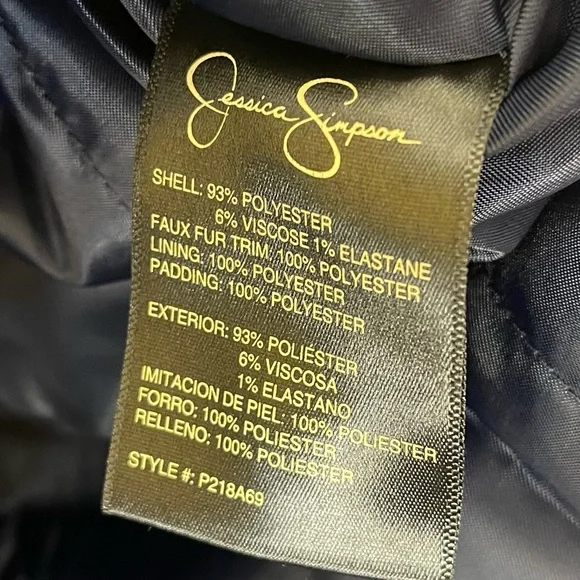 Jessica Simpson
SHELL: 93% POLYESTER
6% VISCOSE 1% ELASTANE
FAUX FUR TRIM: 100% POLYESTER
LINING: 100% POLYESTER
PADDING: 100% POLYESTER
EXTERIOR: 93% POLIÉSTER
6% VISCOSA
1% ELASTANO
IMITACION DE PIEL: 100% POLIESTER
FORRO: 100% POLIESTER
RELLENO: 100% POLIESTER
STYLE #: P218A69